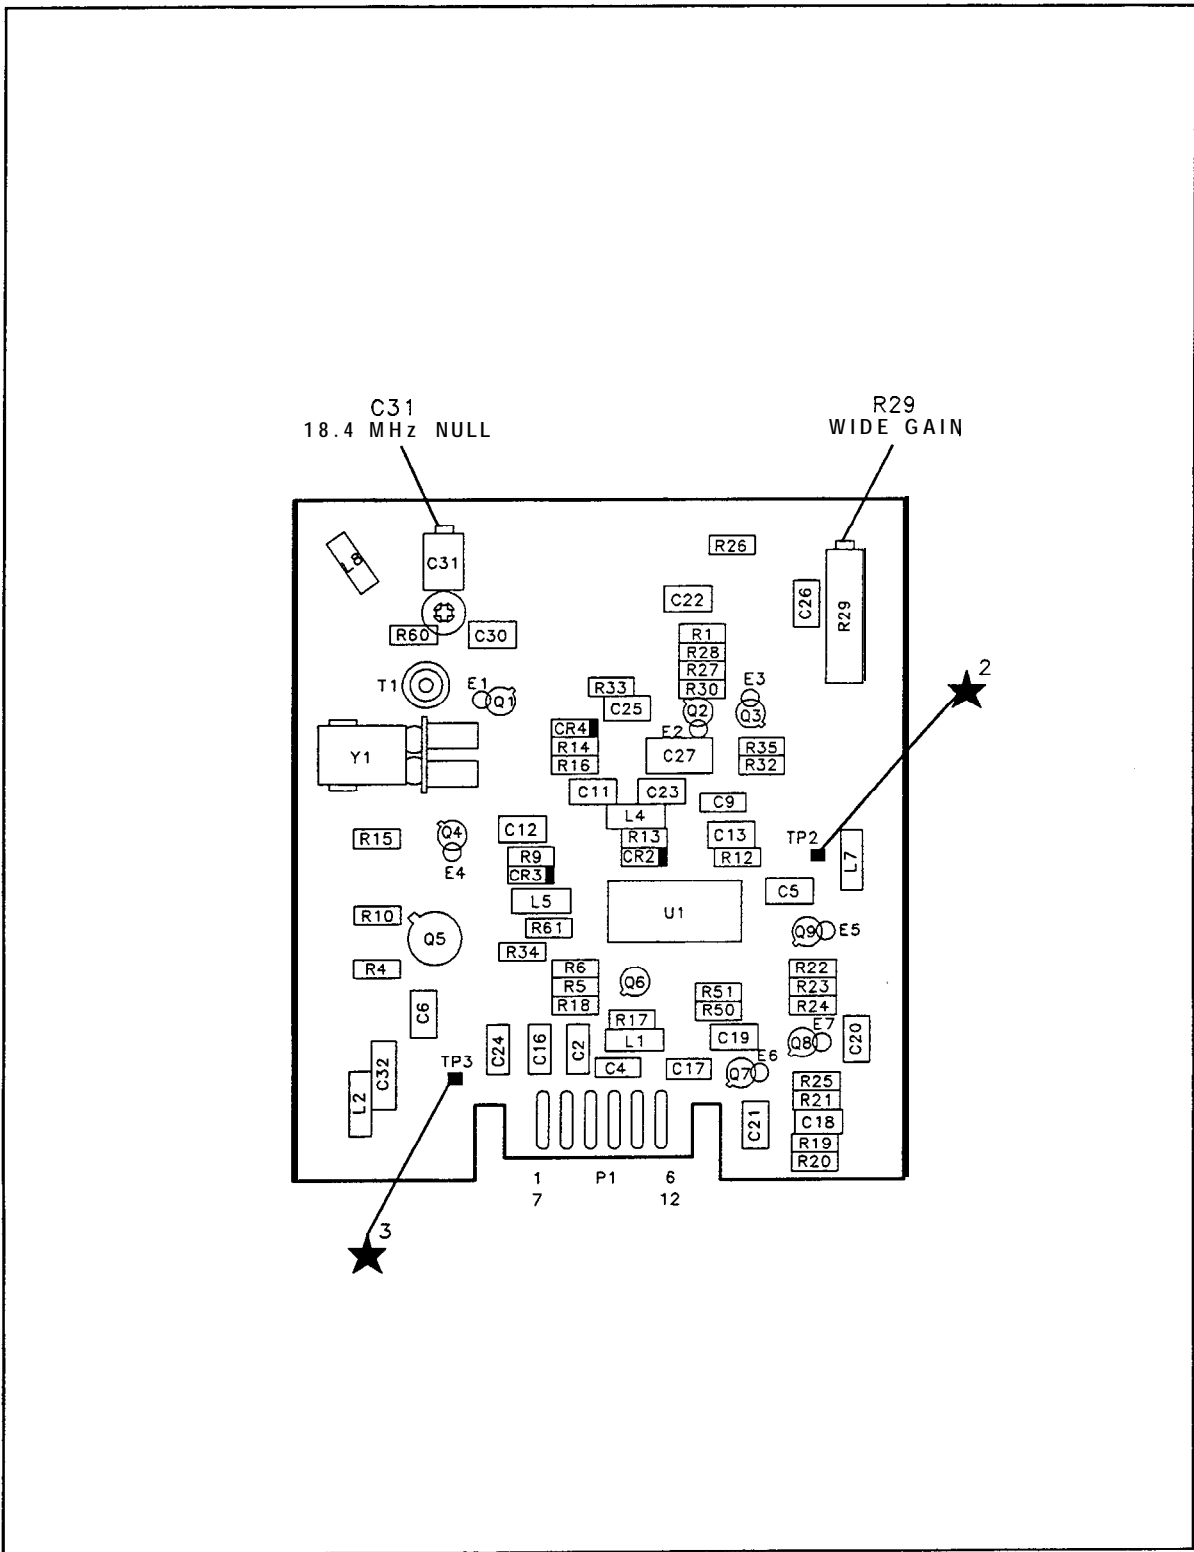 C31
18.4 MHz NULL
R29
WIDE GAIN
L8
C31
R26
C22
C26
R29
R60
C30
R1
R28
R27
R30
T1
E1
Q1
R33
C25
Q2
E2
E3
Q3
2
CR4
R14
R16
C27
R35
R32
Y1
C11
C23
C9
L4
R15
Q4
E4
C12
R13
CR2
C13
R12
TP2
L7
R9
CR3
L5
U1
C5
R10
Q5
R61
R34
Q9
E5
R4
R6
R5
R18
Q6
R51
R50
R22
R23
R24
C6
R17
L1
C19
Q8
E7
C20
C24
C16
C2
C4
C17
Q7
E6
TP3
C32
L2
R25
R21
C18
R19
R20
C21
1 P1 6
7 12
3